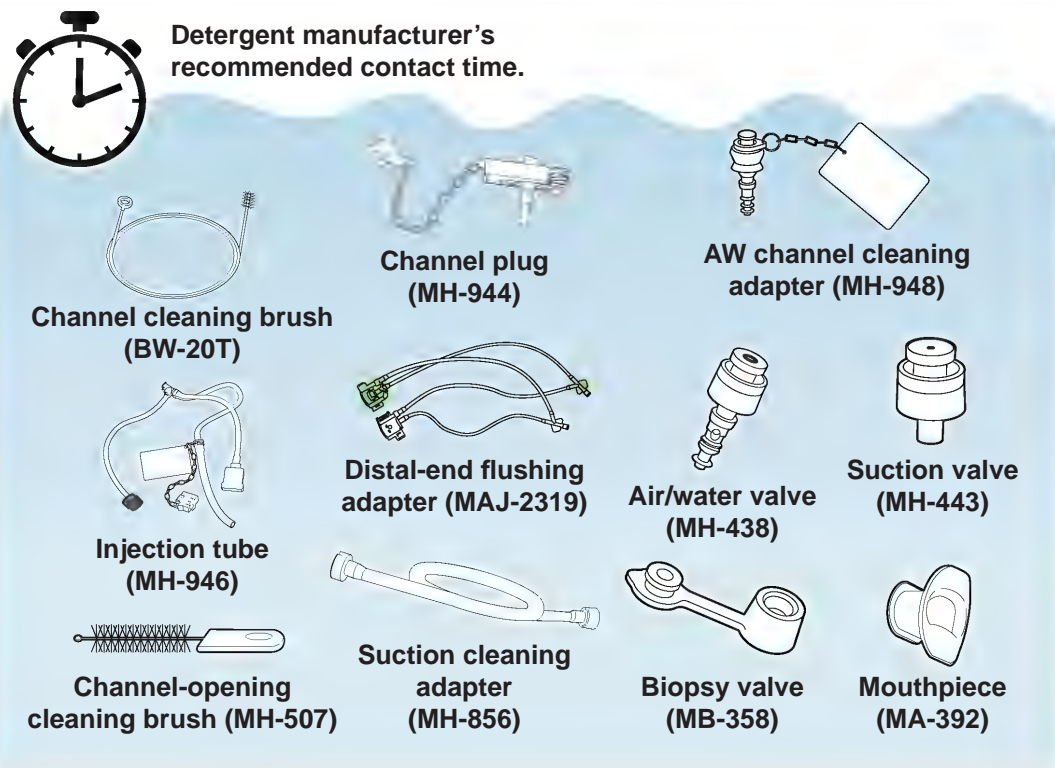 Detergent manufacturer’s
recommended contact time.
Channel plug
(MH-944)
AW channel cleaning
adapter (MH-948)
Channel cleaning brush
(BW-20T)
Distal-end flushing
adapter (MAJ-2319)
Air/water valve
(MH-438)
Suction valve
(MH-443)
Injection tube
(MH-946)
Suction cleaning
adapter
(MH-856)
Channel-opening
cleaning brush (MH-507)
Biopsy valve
(MB-358)
Mouthpiece
(MA-392)